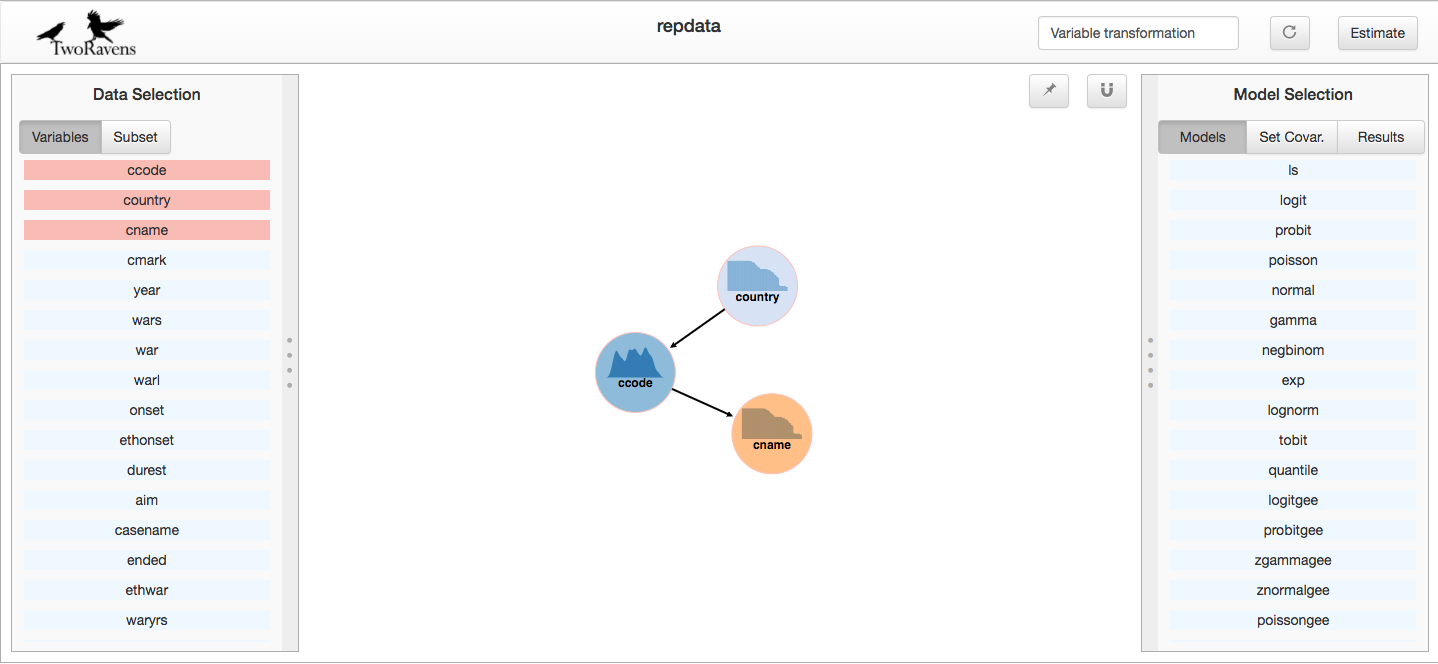 TwoRavens
repdata
Variable transformation
Estimate
Data Selection
Variables
Subset
ccode
country
cname
cmark
year
wars
war
warl
onset
ethonset
durest
aim
casename
ended
ethwar
waryrs
country
ccode
cname
Model Selection
Models
Set Covar.
Results
ls
logit
probit
poisson
normal
gamma
negbinom
exp
lognorm
tobit
quantile
logitgee
probitgee
zgammagee
znormalgee
poissongee